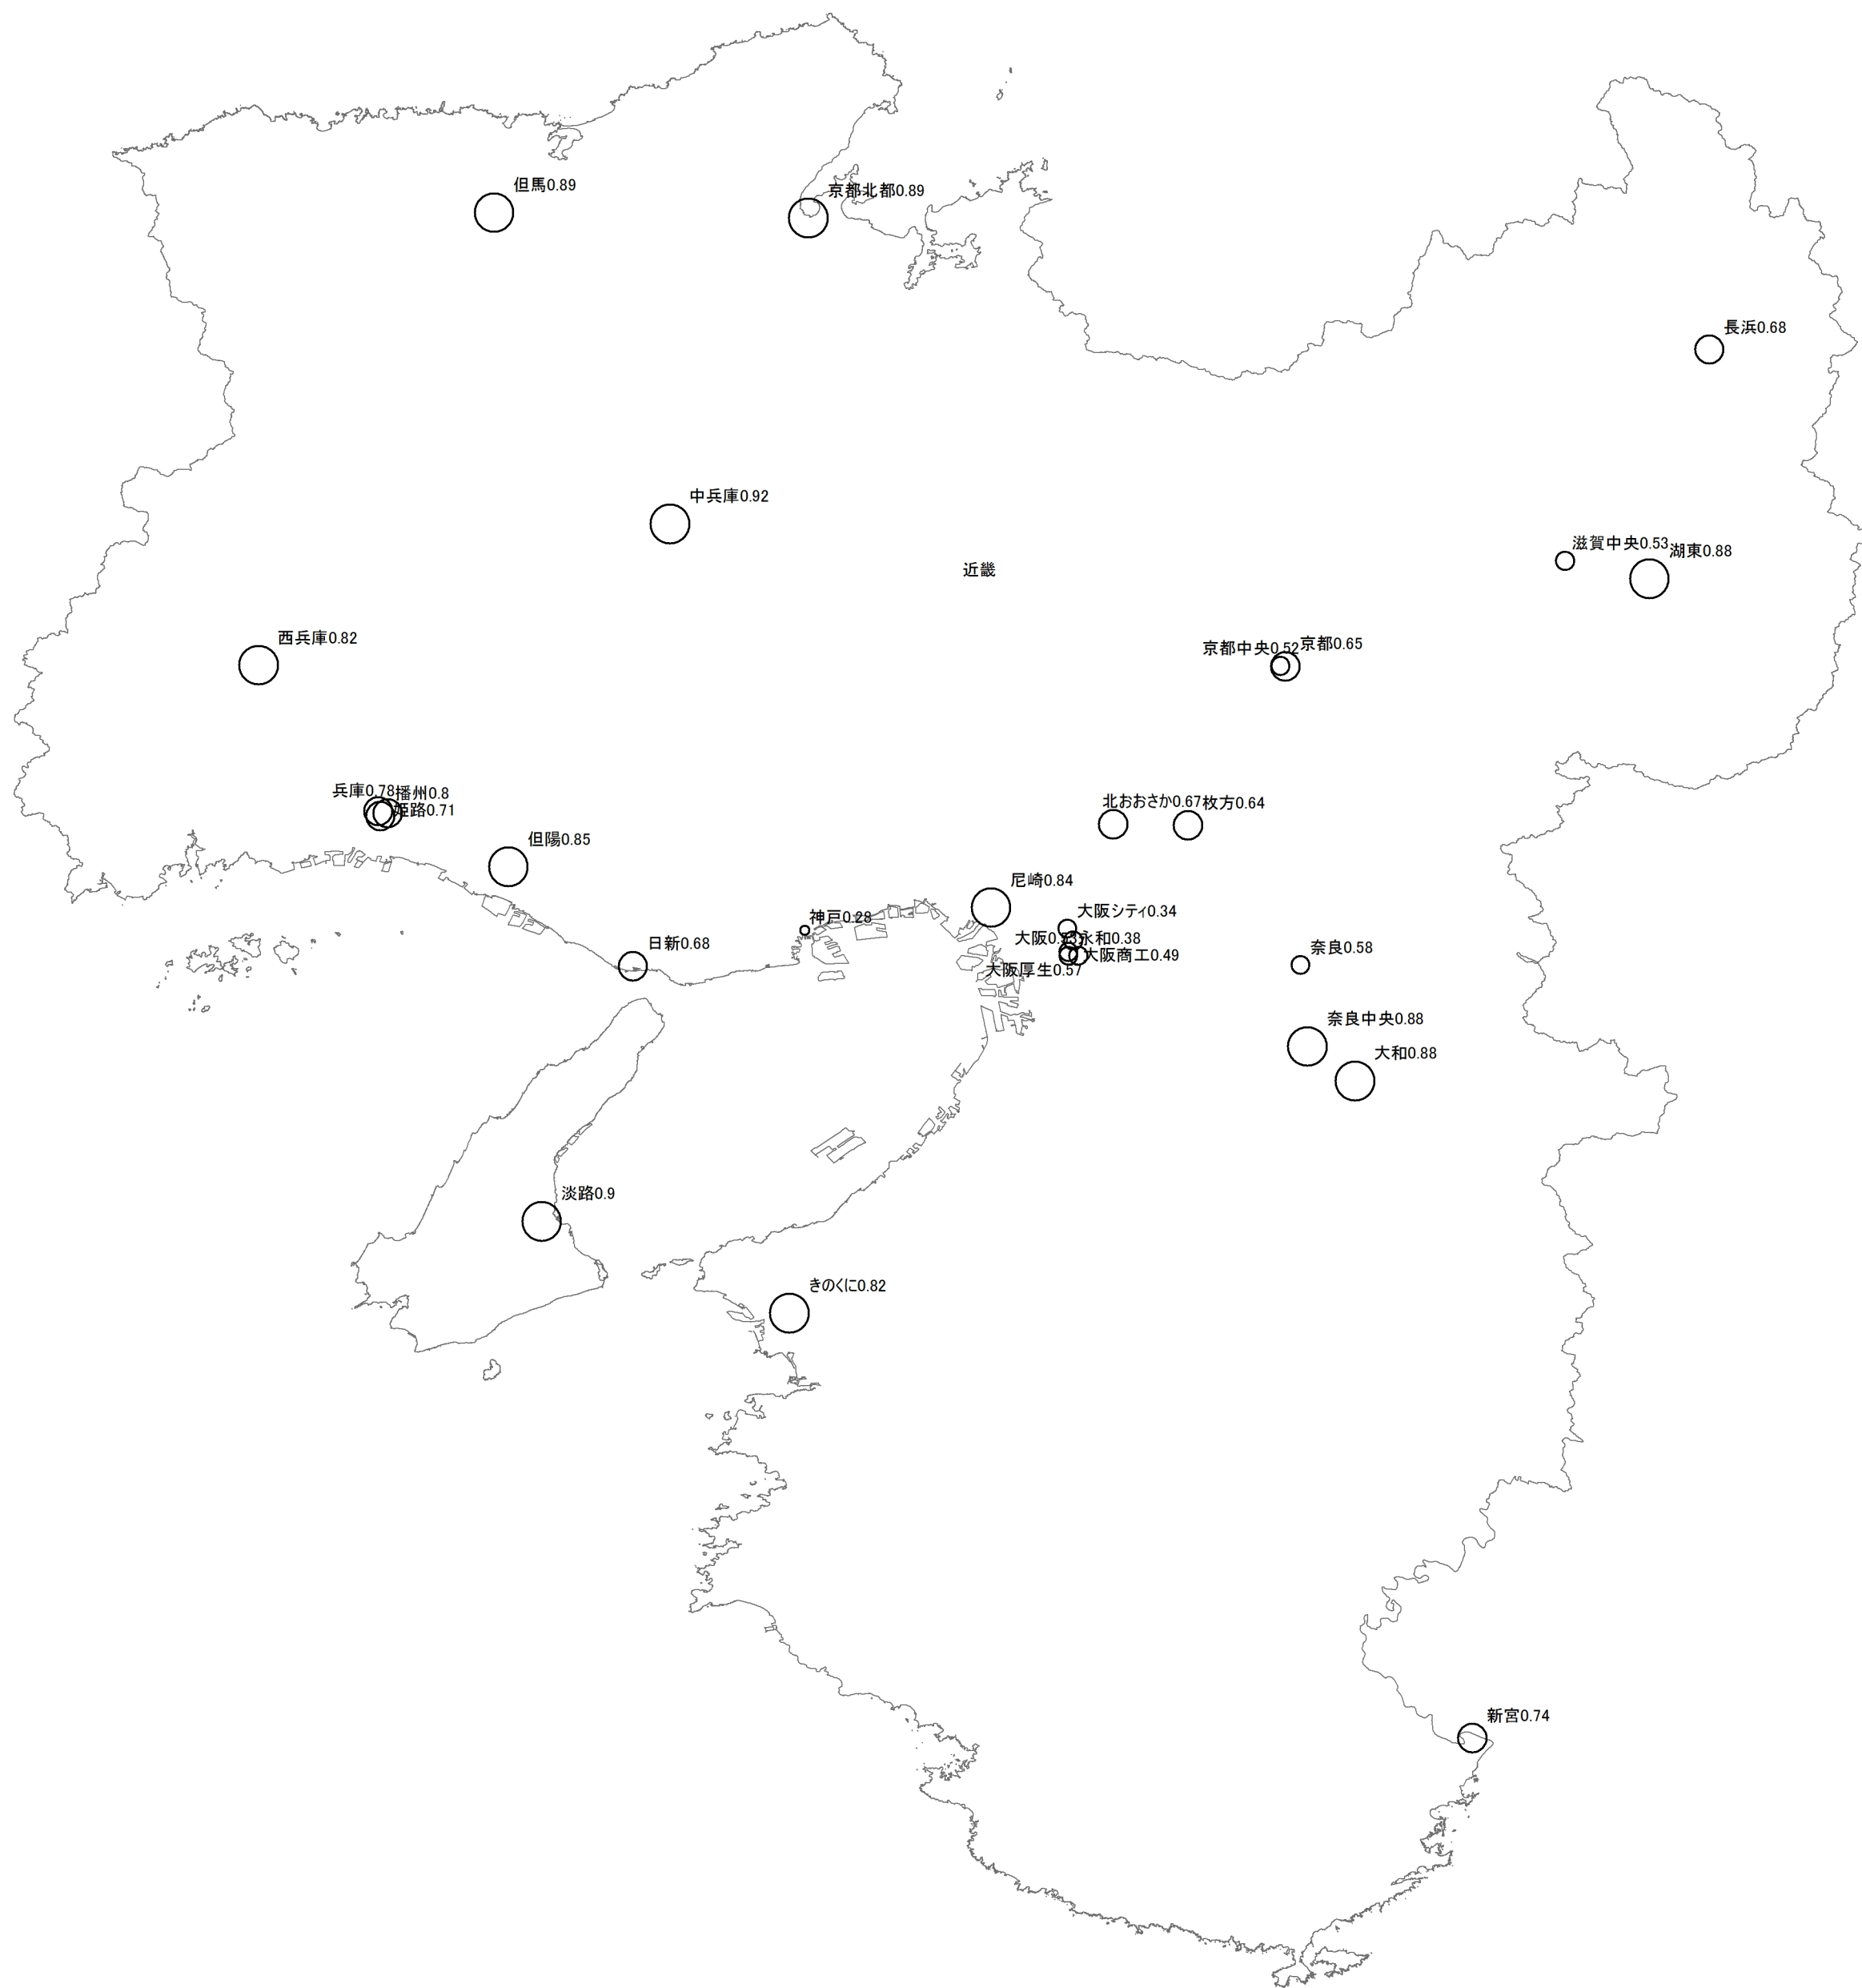 但馬0.89
京都北都0.89
長浜0.68
中兵庫0.92
滋賀中央0.53
湖東0.88
近畿
西兵庫0.82
京都中央0.52
京都0.65
兵庫0.78
播州0.8
姫路0.71
北おおさか0.67
枚方0.64
但陽0.85
尼崎0.84
神戸0.28
大阪シティ0.34
日新0.68
永和0.38
大阪商工0.49
大阪厚生0.57
奈良0.58
奈良中央0.88
大和0.88
淡路0.9
きのくに0.82
新宮0.74